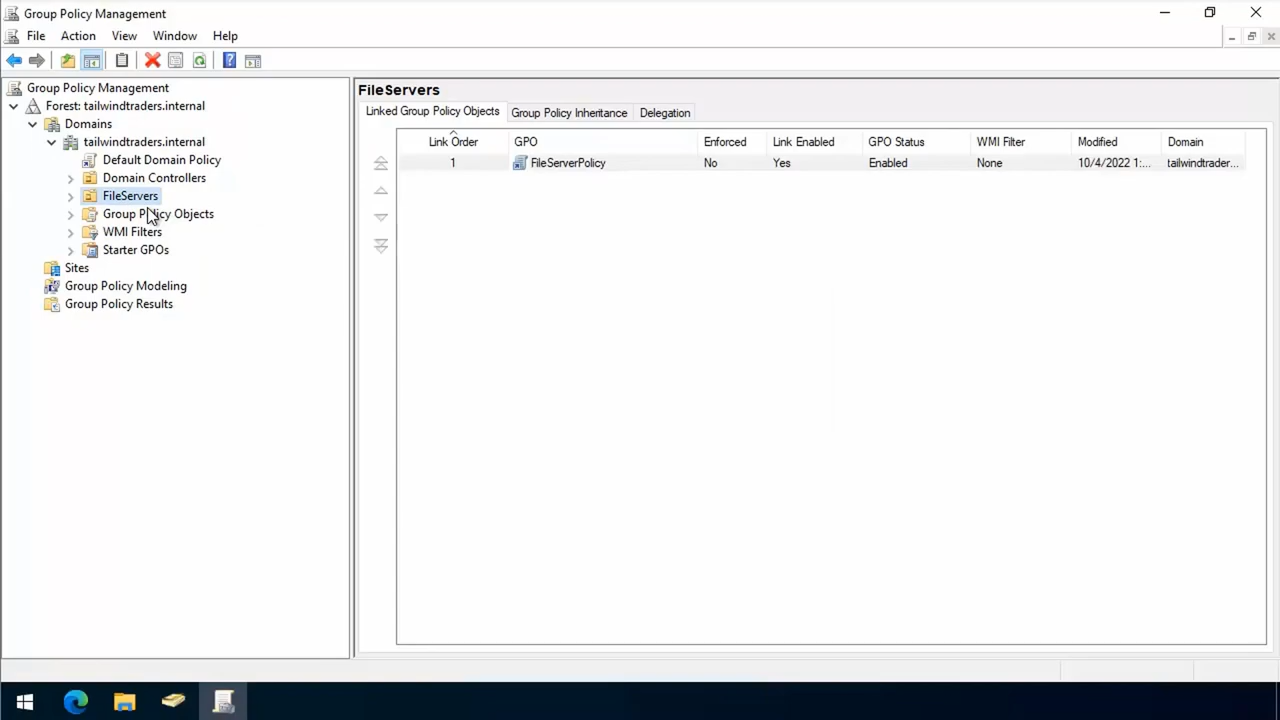 Group Policy Management
File Action View Window Help
Group Policy Management
Forest: tailwindtraders.internal
Domains
tailwindtraders.internal
Default Domain Policy
Domain Controllers
FileServers
Group Policy Objects
WMI Filters
Starter GPOs
Sites
Group Policy Modeling
Group Policy Results
FileServers
Linked Group Policy Objects Group Policy Inheritance Delegation
Link Order GPO Enforced Link Enabled GPO Status WMI Filter Modified Domain
1 FileServerPolicy No Yes Enabled None 10/4/2022 1:... tailwindtrader...